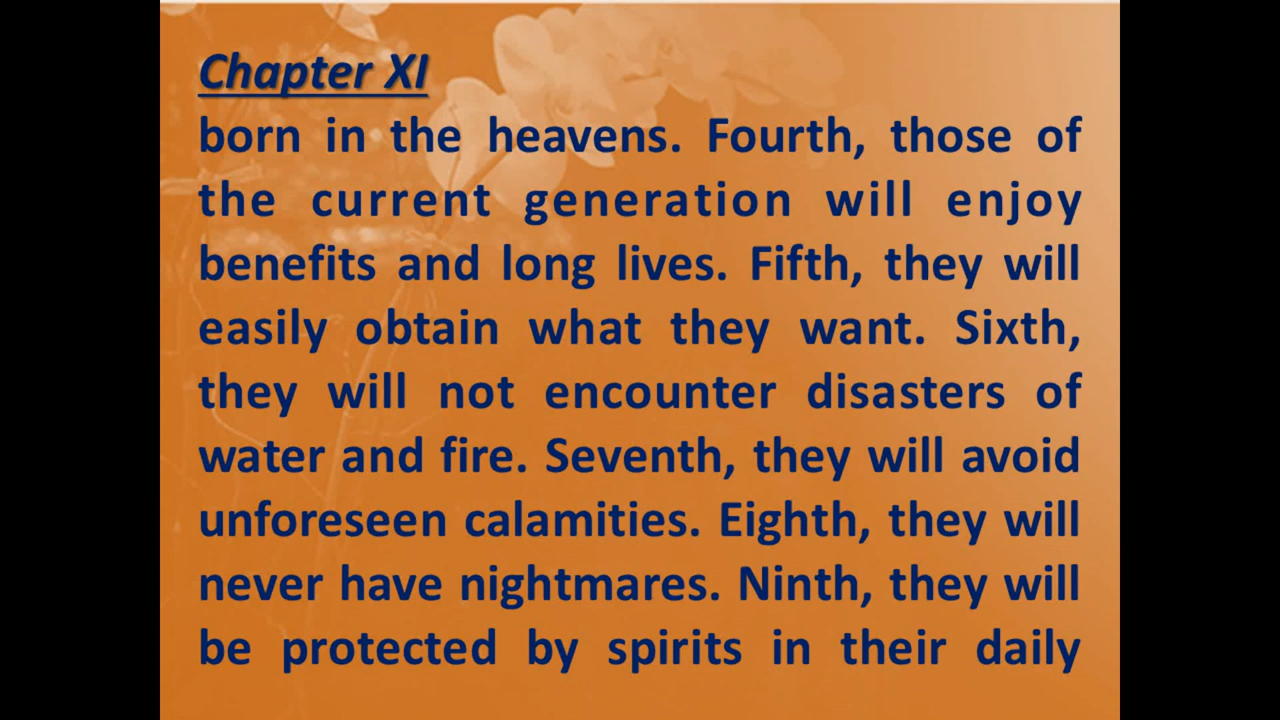 Chapter XI
born in the heavens. Fourth, those of
the current generation will enjoy
benefits and long lives. Fifth, they will
easily obtain what they want. Sixth,
they will not encounter disasters of
water and fire. Seventh, they will avoid
unforeseen calamities. Eighth, they will
never have nightmares. Ninth, they will
be protected by spirits in their daily